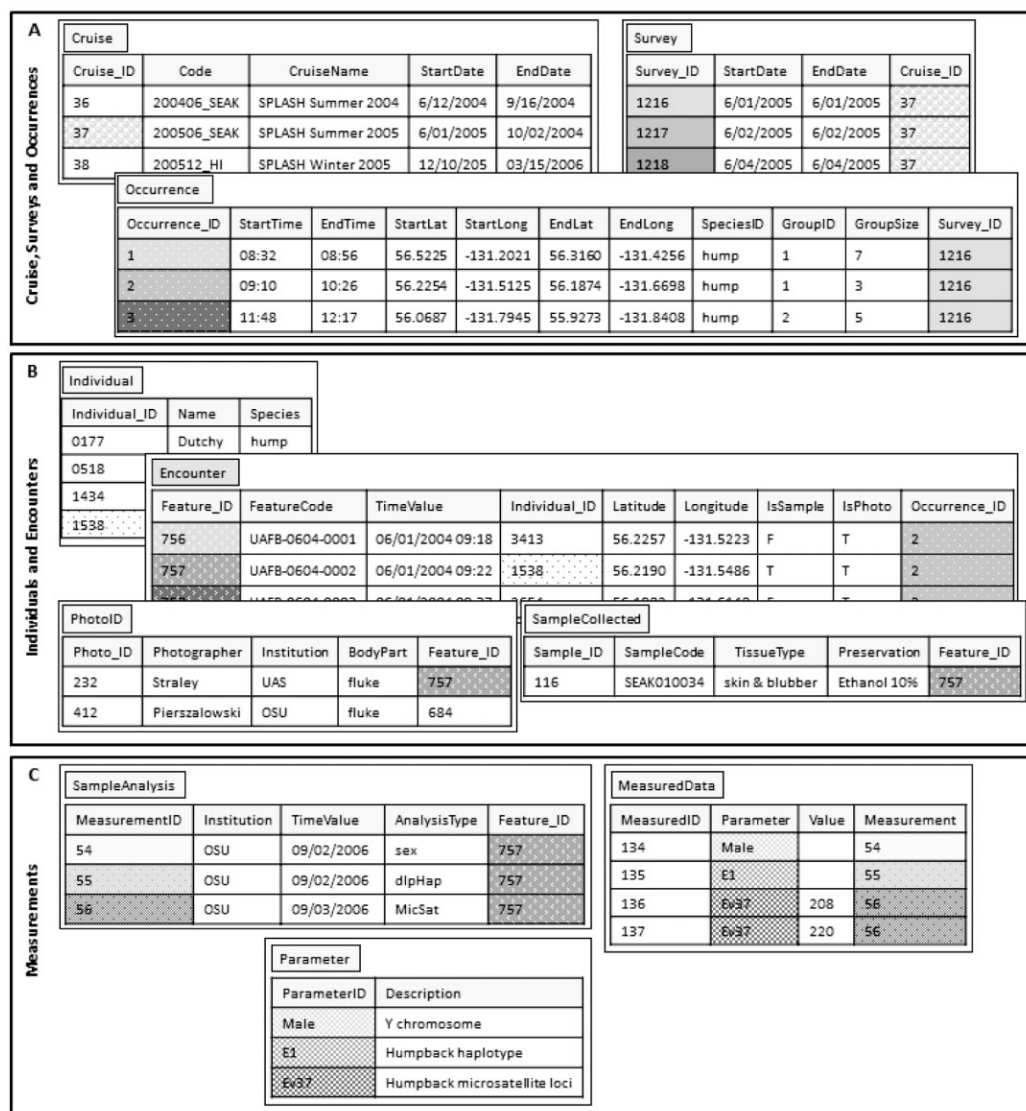 A
Cruise, Surveys and Occurrences
Cruise
Cruise_ID Code CruiseName StartDate EndDate
36 200406_SEAK SPLASH Summer 2004 6/12/2004 9/16/2004
37 200506_SEAK SPLASH Summer 2005 6/01/2005 10/02/2004
38 200512_HI SPLASH Winter 2005 12/10/205 03/15/2006
Survey
Survey_ID StartDate EndDate Cruise_ID
1216 6/01/2005 6/01/2005 37
1217 6/02/2005 6/02/2005 37
1218 6/04/2005 6/04/2005 37
Occurrence
Occurrence_ID StartTime EndTime StartLat StartLong EndLat EndLong SpeciesID GroupID GroupSize Survey_ID
1 08:32 08:56 56.5225 -131.2021 56.3160 -131.4256 hump 1 7 1216
2 09:10 10:26 56.2254 -131.5125 56.1874 -131.6698 hump 1 3 1216
3 11:48 12:17 56.0687 -131.7945 55.9273 -131.8408 hump 2 5 1216
B
Individuals and Encounters
Individual
Individual_ID Name Species
0177 Dutchy hump
0518
1434
1538
Encounter
Feature_ID FeatureCode TimeValue Individual_ID Latitude Longitude IsSample IsPhoto Occurrence_ID
756 UAFB-0604-0001 06/01/2004 09:18 3413 56.2257 -131.5223 F T 2
757 UAFB-0604-0002 06/01/2004 09:22 1538 56.2190 -131.5486 T T 2
PhotoID
Photo_ID Photographer Institution BodyPart Feature_ID
232 Straley UAS fluke 757
412 Pierszalowski OSU fluke 684
SampleCollected
Sample_ID SampleCode TissueType Preservation Feature_ID
116 SEAK010034 skin & blubber Ethanol 10% 757
C
Measurements
SampleAnalysis
MeasurementID Institution TimeValue AnalysisType Feature_ID
54 OSU 09/02/2006 sex 757
55 OSU 09/02/2006 dlpHap 757
56 OSU 09/03/2006 MicSat 757
MeasuredData
MeasuredID Parameter Value Measurement
134 Male 54
135 E1 55
136 Ev37 208 56
137 Ev37 220 56
Parameter
ParameterID Description
Male Y chromosome
E1 Humpback haplotype
Ev37 Humpback microsatellite loci